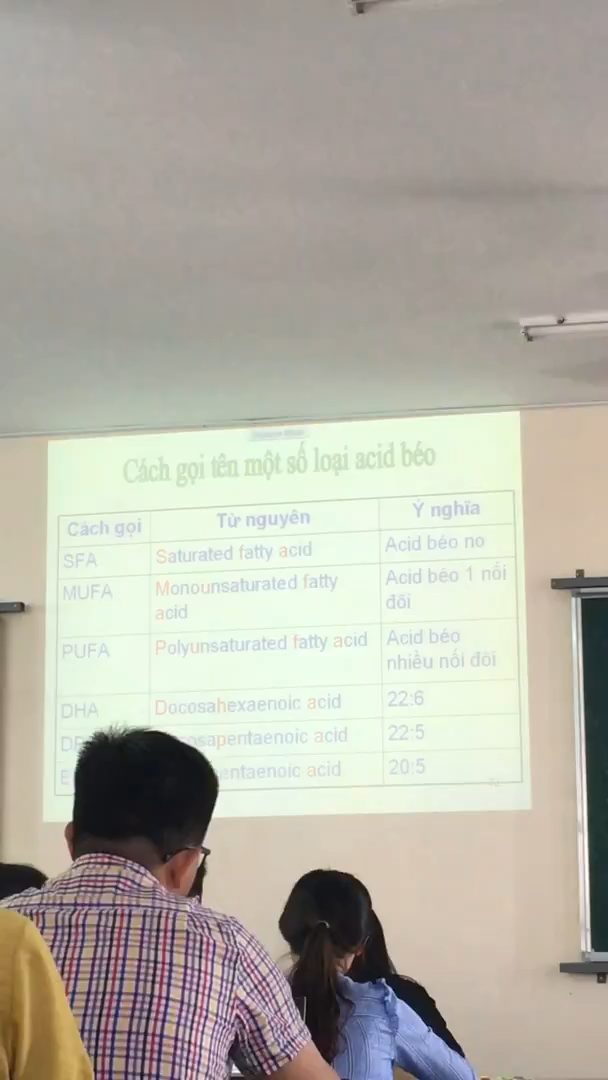 Cách gọi tên một số loại acid béo
Cách gọi
Từ nguyên
Ý nghĩa
SFA
Saturated fatty acid
Acid béo no
MUFA
Monounsaturated fatty
acid
Acid béo 1 nối
đôi
PUFA
Polyunsaturated fatty acid
Acid béo
nhiều nối đôi
DHA
Docosahexaenoic acid
22:6
acid
22:5
acid
20:5